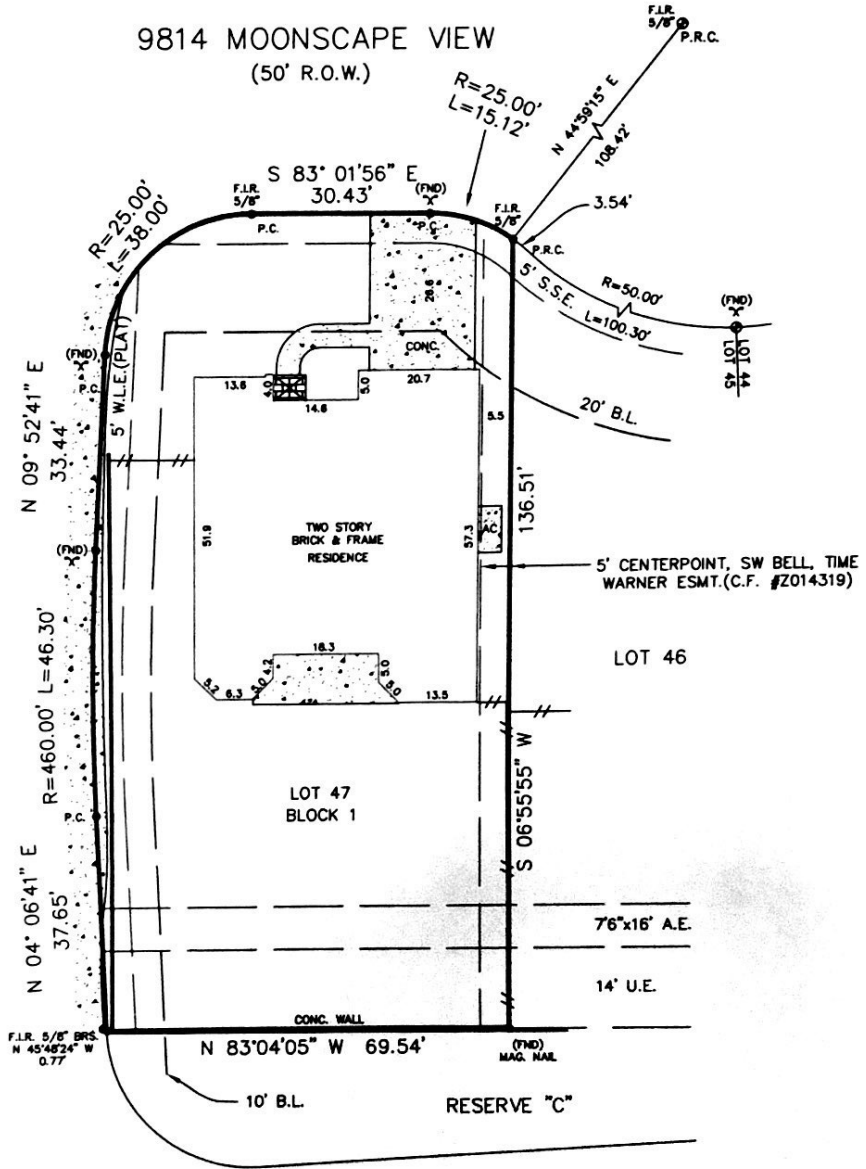 9814 MOONSCAPE VIEW
(50' R.O.W.)
F.I.R.
5/8"
P.R.C.
R=25.00'
L=15.12'
N 44°59'15" E
108.42'
S 83° 01'56" E
30.43'
F.I.R.
5/8"
P.C.
(FND)
"X"
P.C.
F.I.R.
5/8"
P.R.C.
3.54'
R=25.00'
L=38.00'
5' S.S.E.
R=50.00'
L=100.30'
(FND)
"X"
LOT 44
LOT 45
28.6
CONC.
(FND)
"X"
P.C.
5' W.L.E.(PLAT)
N 09° 52'41" E
33.44'
13.6
4.0
14.6
5.0
20.7
5.5
20' B.L.
136.51'
(FND)
"X"
51.9
TWO STORY
BRICK & FRAME
RESIDENCE
57.3
AC
5' CENTERPOINT, SW BELL, TIME
WARNER ESMT.(C.F. #Z014319)
LOT 46
R=460.00' L=46.30'
18.3
5.2
6.3
5.0
4.2
5.0
5.0
13.5
LOT 47
BLOCK 1
S 06°55'55" W
P.C.
N 04° 06'41" E
37.65'
7'6"x16' A.E.
14' U.E.
CONC. WALL
F.I.R. 5/8" BRS.
N 45°48'24" W
0.77'
N 83°04'05" W 69.54'
(FND)
MAG. NAIL
10' B.L.
RESERVE "C"